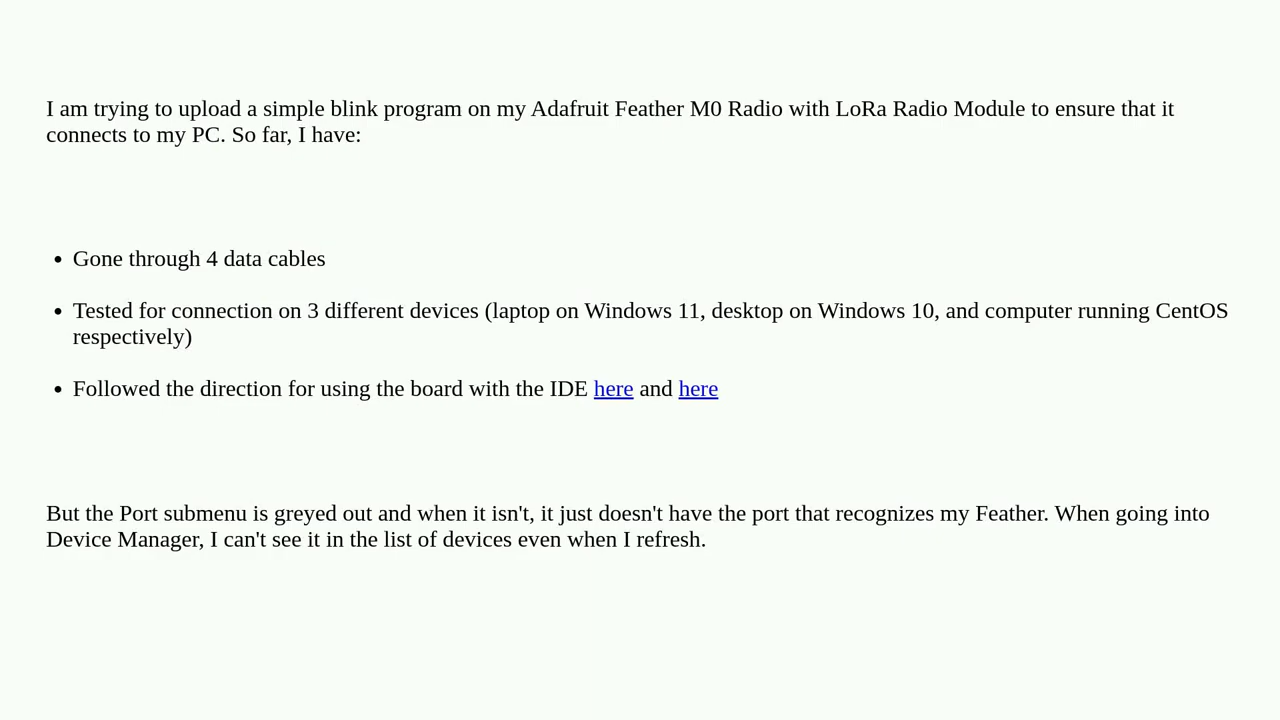 I am trying to upload a simple blink program on my Adafruit Feather M0 Radio with LoRa Radio Module to ensure that it
connects to my PC. So far, I have:
• Gone through 4 data cables
• Tested for connection on 3 different devices (laptop on Windows 11, desktop on Windows 10, and computer running CentOS
respectively)
• Followed the direction for using the board with the IDE here and here
But the Port submenu is greyed out and when it isn't, it just doesn't have the port that recognizes my Feather. When going into
Device Manager, I can't see it in the list of devices even when I refresh.